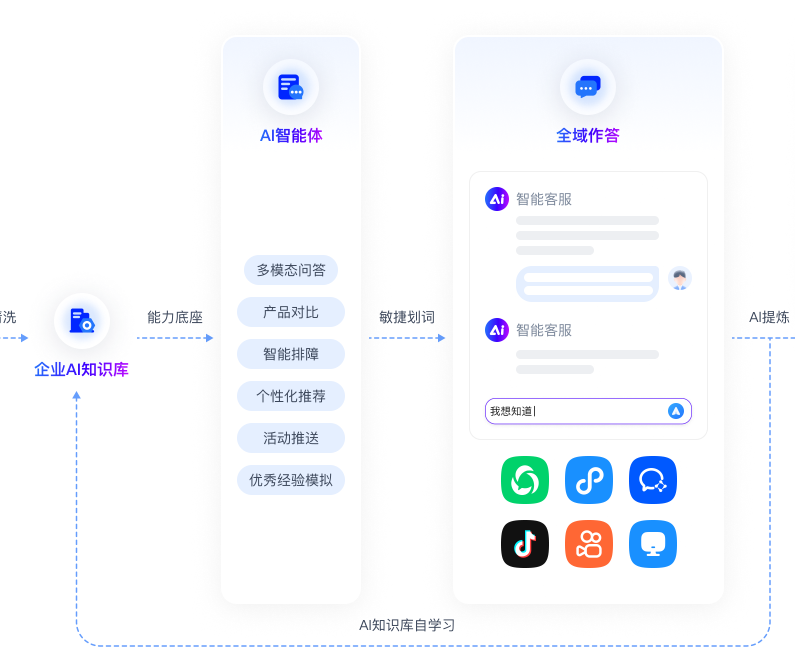 AI智能体
全域作答
智能客服
多模态问答
产品对比
智能排障
个性化推荐
活动推送
优秀经验模拟
洗
企业AI知识库
能力底座
敏捷划词
智能客服
我想知道
AI提炼
AI知识库自学习